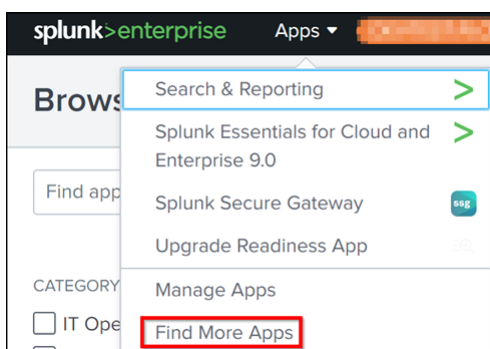 splunk>enterprise Apps
Brows
Search & Reporting
Splunk Essentials for Cloud and
Enterprise 9.0
Find app
Splunk Secure Gateway
ssg
Upgrade Readiness App
CATEGORY
Manage Apps
IT Ope
Find More Apps